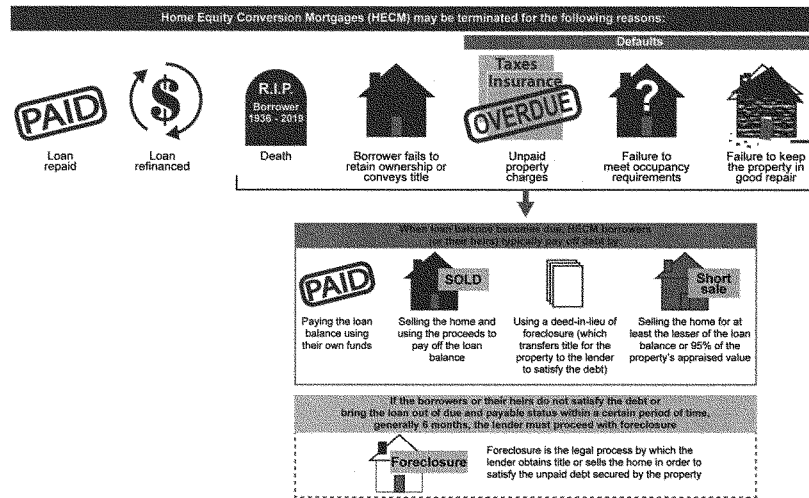 Home Equity Conversion Mortgages (HECM) may be terminated for the following reasons:
Defaults
PAID
$
R.I.P.
Borrower
1936 - 2019
Taxes
Insurance
OVERDUE
?
Loan
repaid
Loan
refinanced
Death
Borrower fails to
retain ownership or
conveys title
Unpaid
property
charges
Failure to
meet occupancy
requirements
Failure to keep
the property in
good repair
When loan balance becomes due, HECM borrowers
(or their heirs) typically pay off debt by:
PAID
SOLD
Short
sale
Paying the loan
balance using
their own funds
Selling the home and
using the proceeds to
pay off the loan
balance
Using a deed-in-lieu of
foreclosure (which
transfers title for the
property to the lender
to satisfy the debt)
Selling the home for at
least the lesser of the loan
balance or 95% of the
property's appraised value
If the borrowers or their heirs do not satisfy the debt or
bring the loan out of due and payable status within a certain period of time,
generally 6 months, the lender must proceed with foreclosure
Foreclosure
Foreclosure is the legal process by which the
lender obtains title or sells the home in order to
satisfy the unpaid debt secured by the property